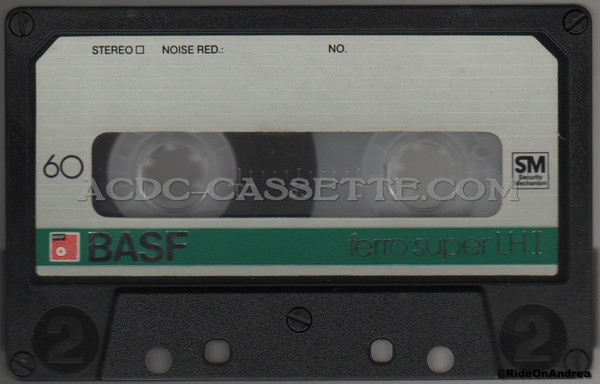 STEREO NOISE RED.: NO.
60
SM
Security
Mechanism
ACDC-CASSETTE.COM
BASF ferro super LH I
2 2
@RideOnAndrea